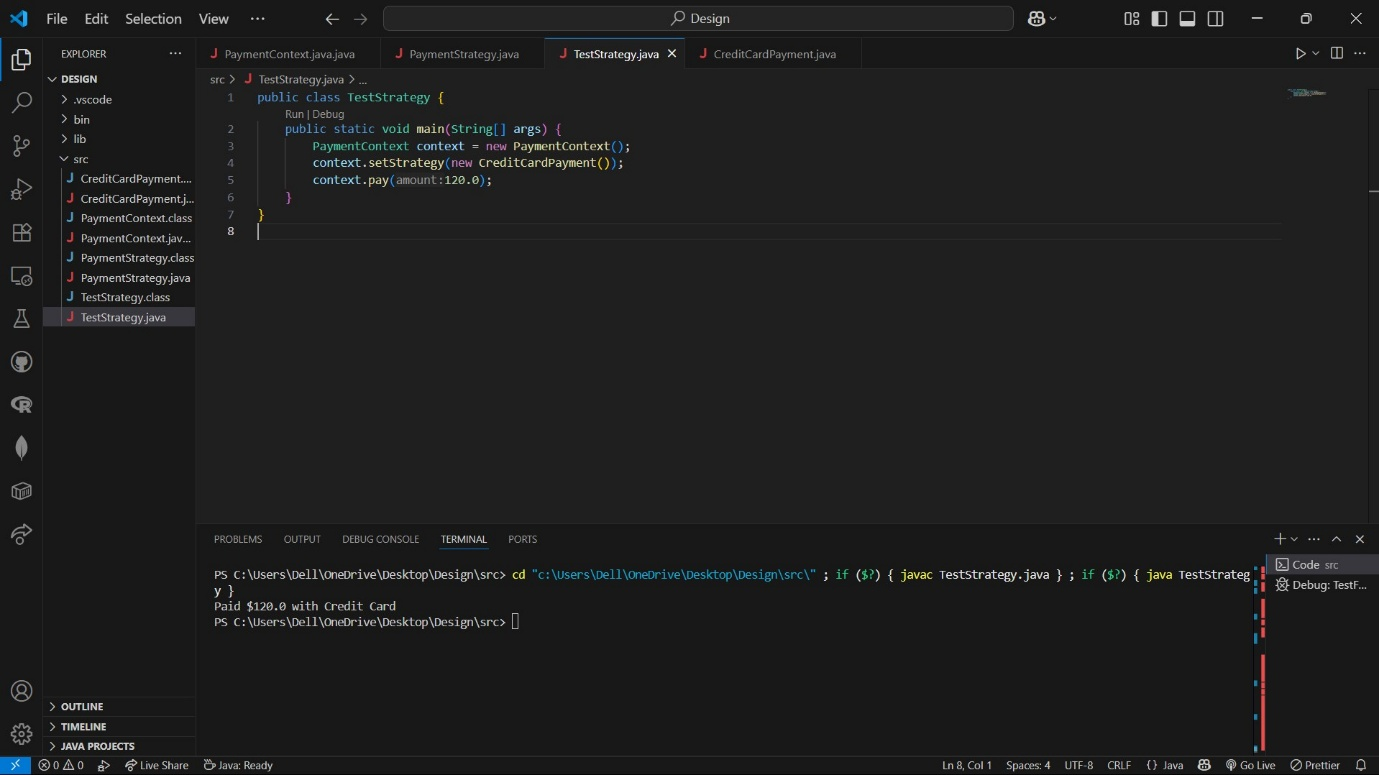 File Edit Selection View ··· Design
EXPLORER ···
DESIGN
.vscode
bin
lib
src
CreditCardPayment....
CreditCardPayment.j...
PaymentContext.class
PaymentContext.jav...
PaymentStrategy.class
PaymentStrategy.java
TestStrategy.class
TestStrategy.java
OUTLINE
TIMELINE
JAVA PROJECTS
PaymentContext.java.java PaymentStrategy.java TestStrategy.java CreditCardPayment.java
src > TestStrategy.java > ...
1 public class TestStrategy {
Run | Debug
2 public static void main(String[] args) {
3 PaymentContext context = new PaymentContext();
4 context.setStrategy(new CreditCardPayment());
5 context.pay(amount:120.0);
6 }
7 }
8
PROBLEMS OUTPUT DEBUG CONSOLE TERMINAL PORTS
PS C:\Users\Dell\OneDrive\Desktop\Design\src> cd "c:\Users\Dell\OneDrive\Desktop\Design\src\" ; if ($?) { javac TestStrategy.java } ; if ($?) { java TestStrateg
y }
Paid $120.0 with Credit Card
PS C:\Users\Dell\OneDrive\Desktop\Design\src>
Code src
Debug: TestF...
0 0 Live Share Java: Ready Ln 8, Col 1 Spaces: 4 UTF-8 CRLF {} Java Go Live Prettier